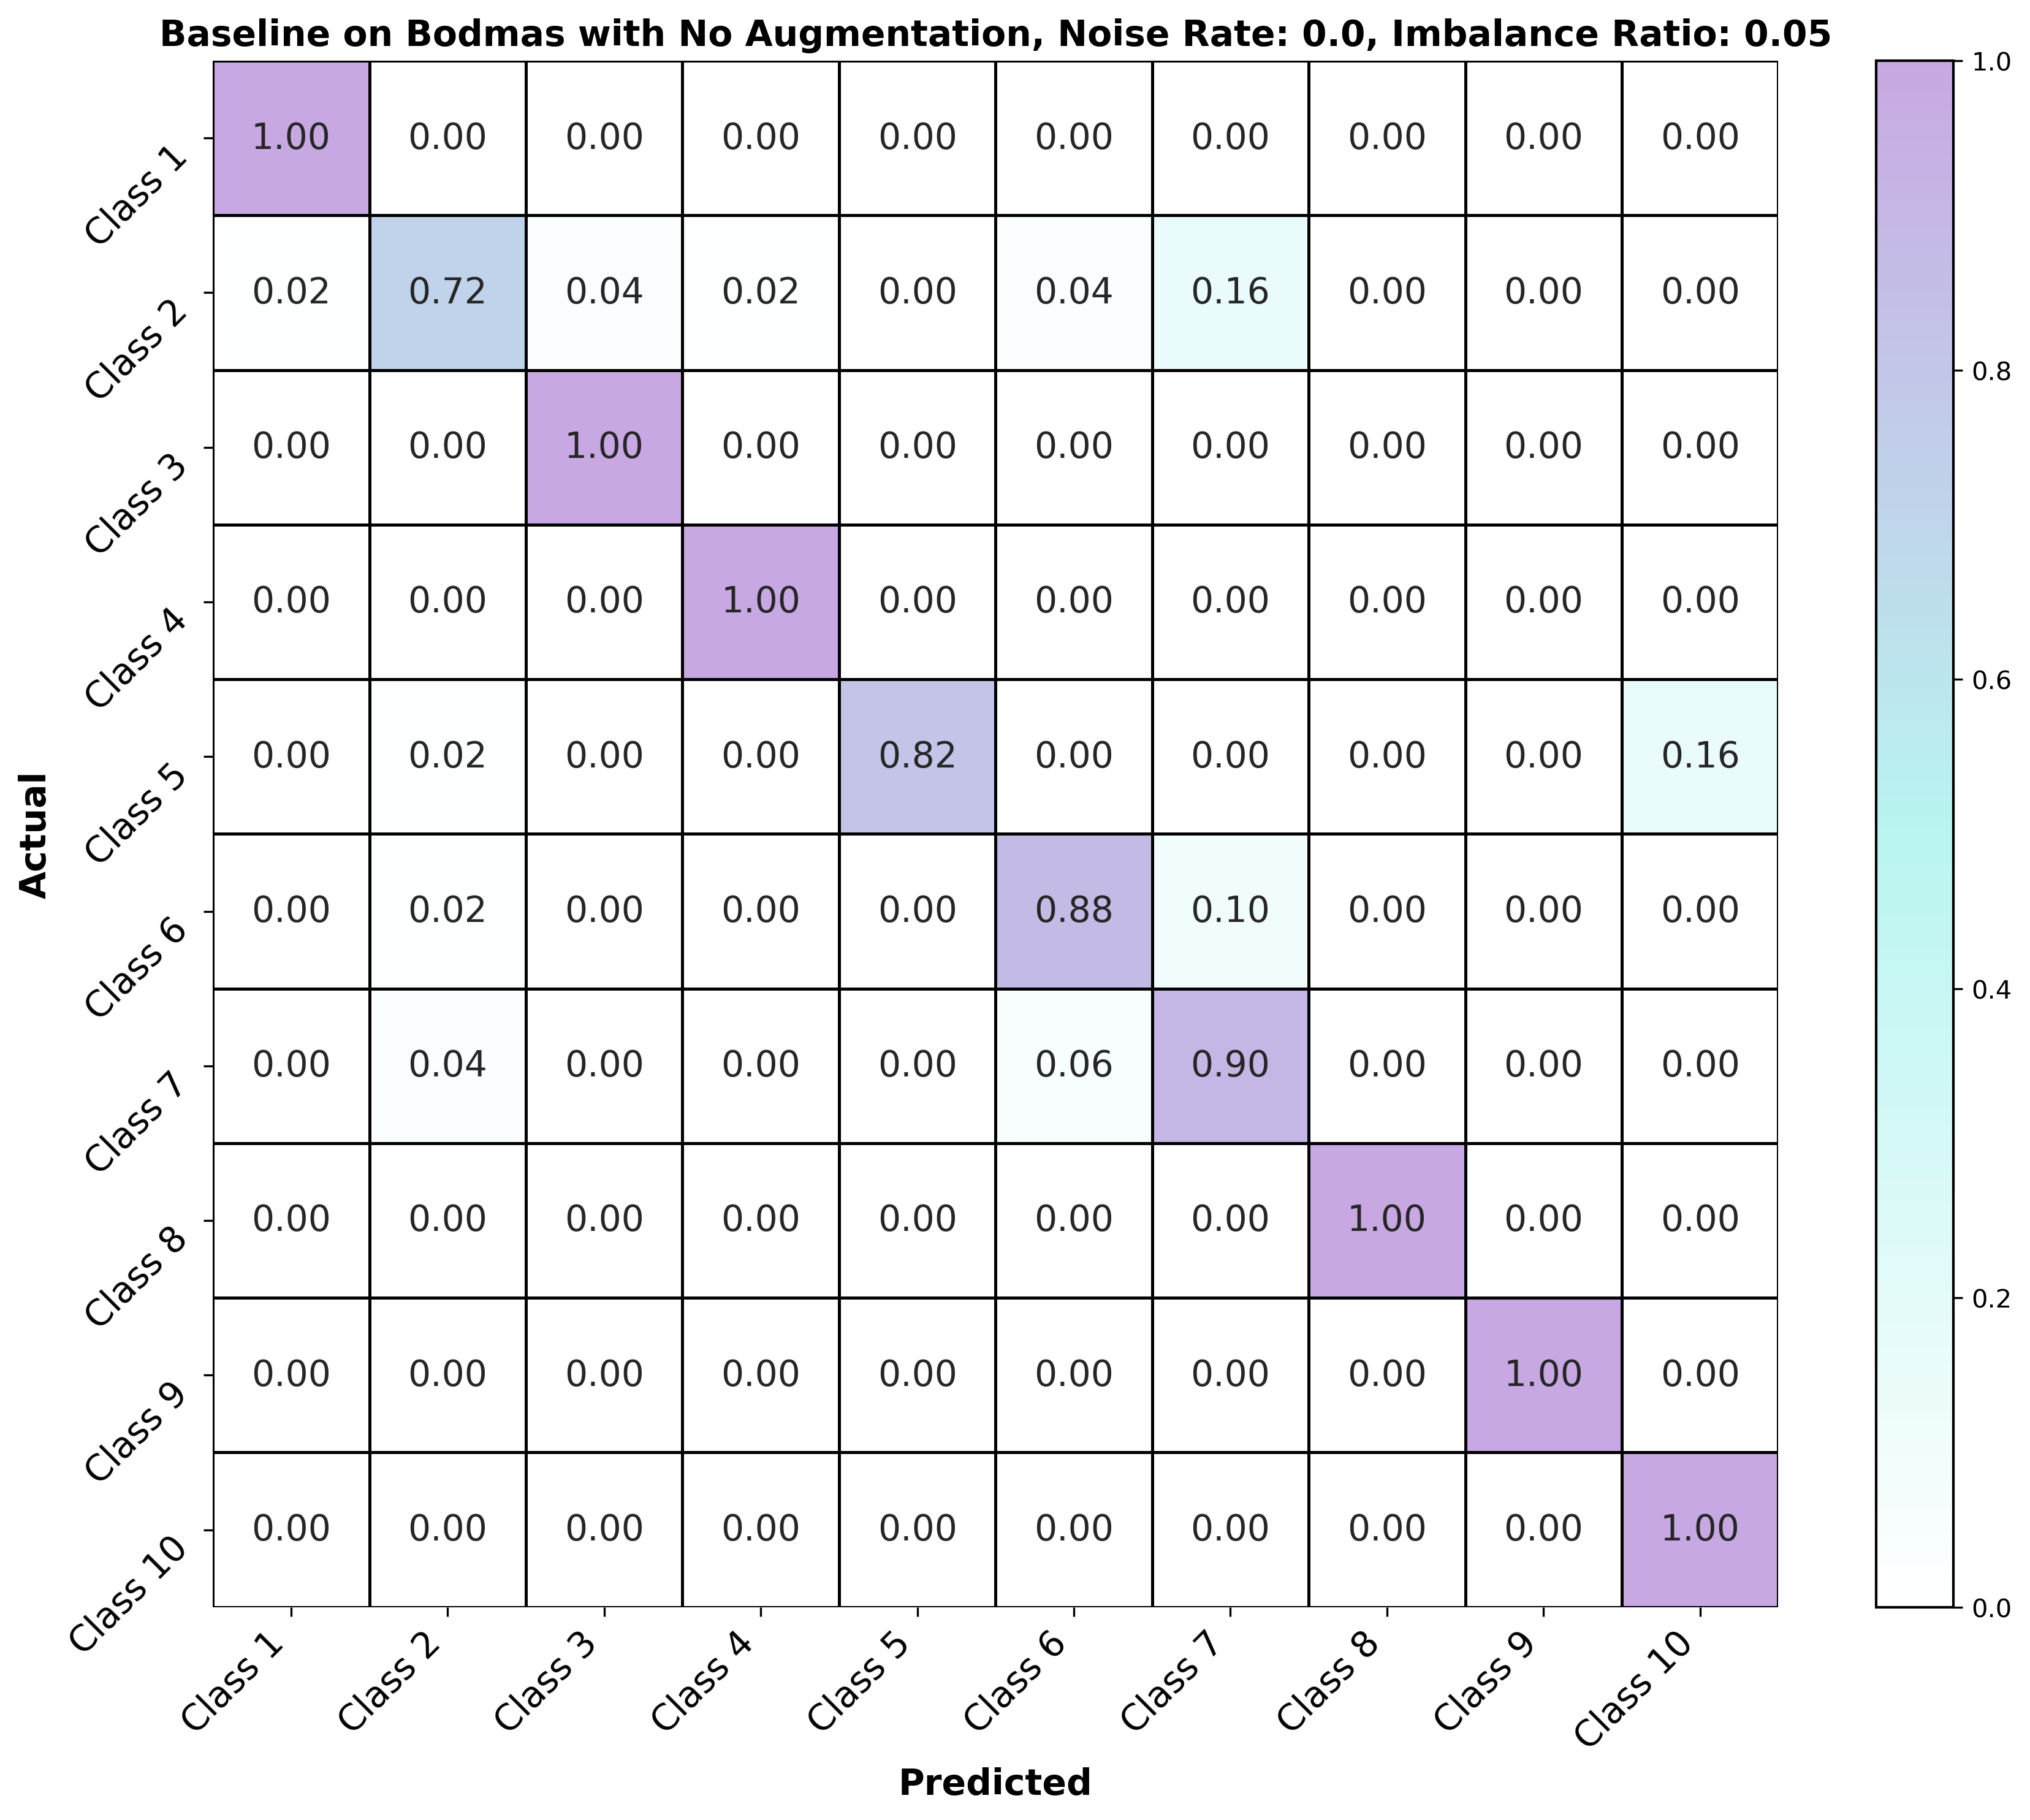 Baseline on Bodmas with No Augmentation, Noise Rate: 0.0, Imbalance Ratio: 0.05
Actual
Class 1 1.00 0.00 0.00 0.00 0.00 0.00 0.00 0.00 0.00 0.00
Class 2 0.02 0.72 0.04 0.02 0.00 0.04 0.16 0.00 0.00 0.00
Class 3 0.00 0.00 1.00 0.00 0.00 0.00 0.00 0.00 0.00 0.00
Class 4 0.00 0.00 0.00 1.00 0.00 0.00 0.00 0.00 0.00 0.00
Class 5 0.00 0.02 0.00 0.00 0.82 0.00 0.00 0.00 0.00 0.16
Class 6 0.00 0.02 0.00 0.00 0.00 0.88 0.10 0.00 0.00 0.00
Class 7 0.00 0.04 0.00 0.00 0.00 0.06 0.90 0.00 0.00 0.00
Class 8 0.00 0.00 0.00 0.00 0.00 0.00 0.00 1.00 0.00 0.00
Class 9 0.00 0.00 0.00 0.00 0.00 0.00 0.00 0.00 1.00 0.00
Class 10 0.00 0.00 0.00 0.00 0.00 0.00 0.00 0.00 0.00 1.00
Class 1 Class 2 Class 3 Class 4 Class 5 Class 6 Class 7 Class 8 Class 9 Class 10
Predicted
1.0
0.8
0.6
0.4
0.2
0.0